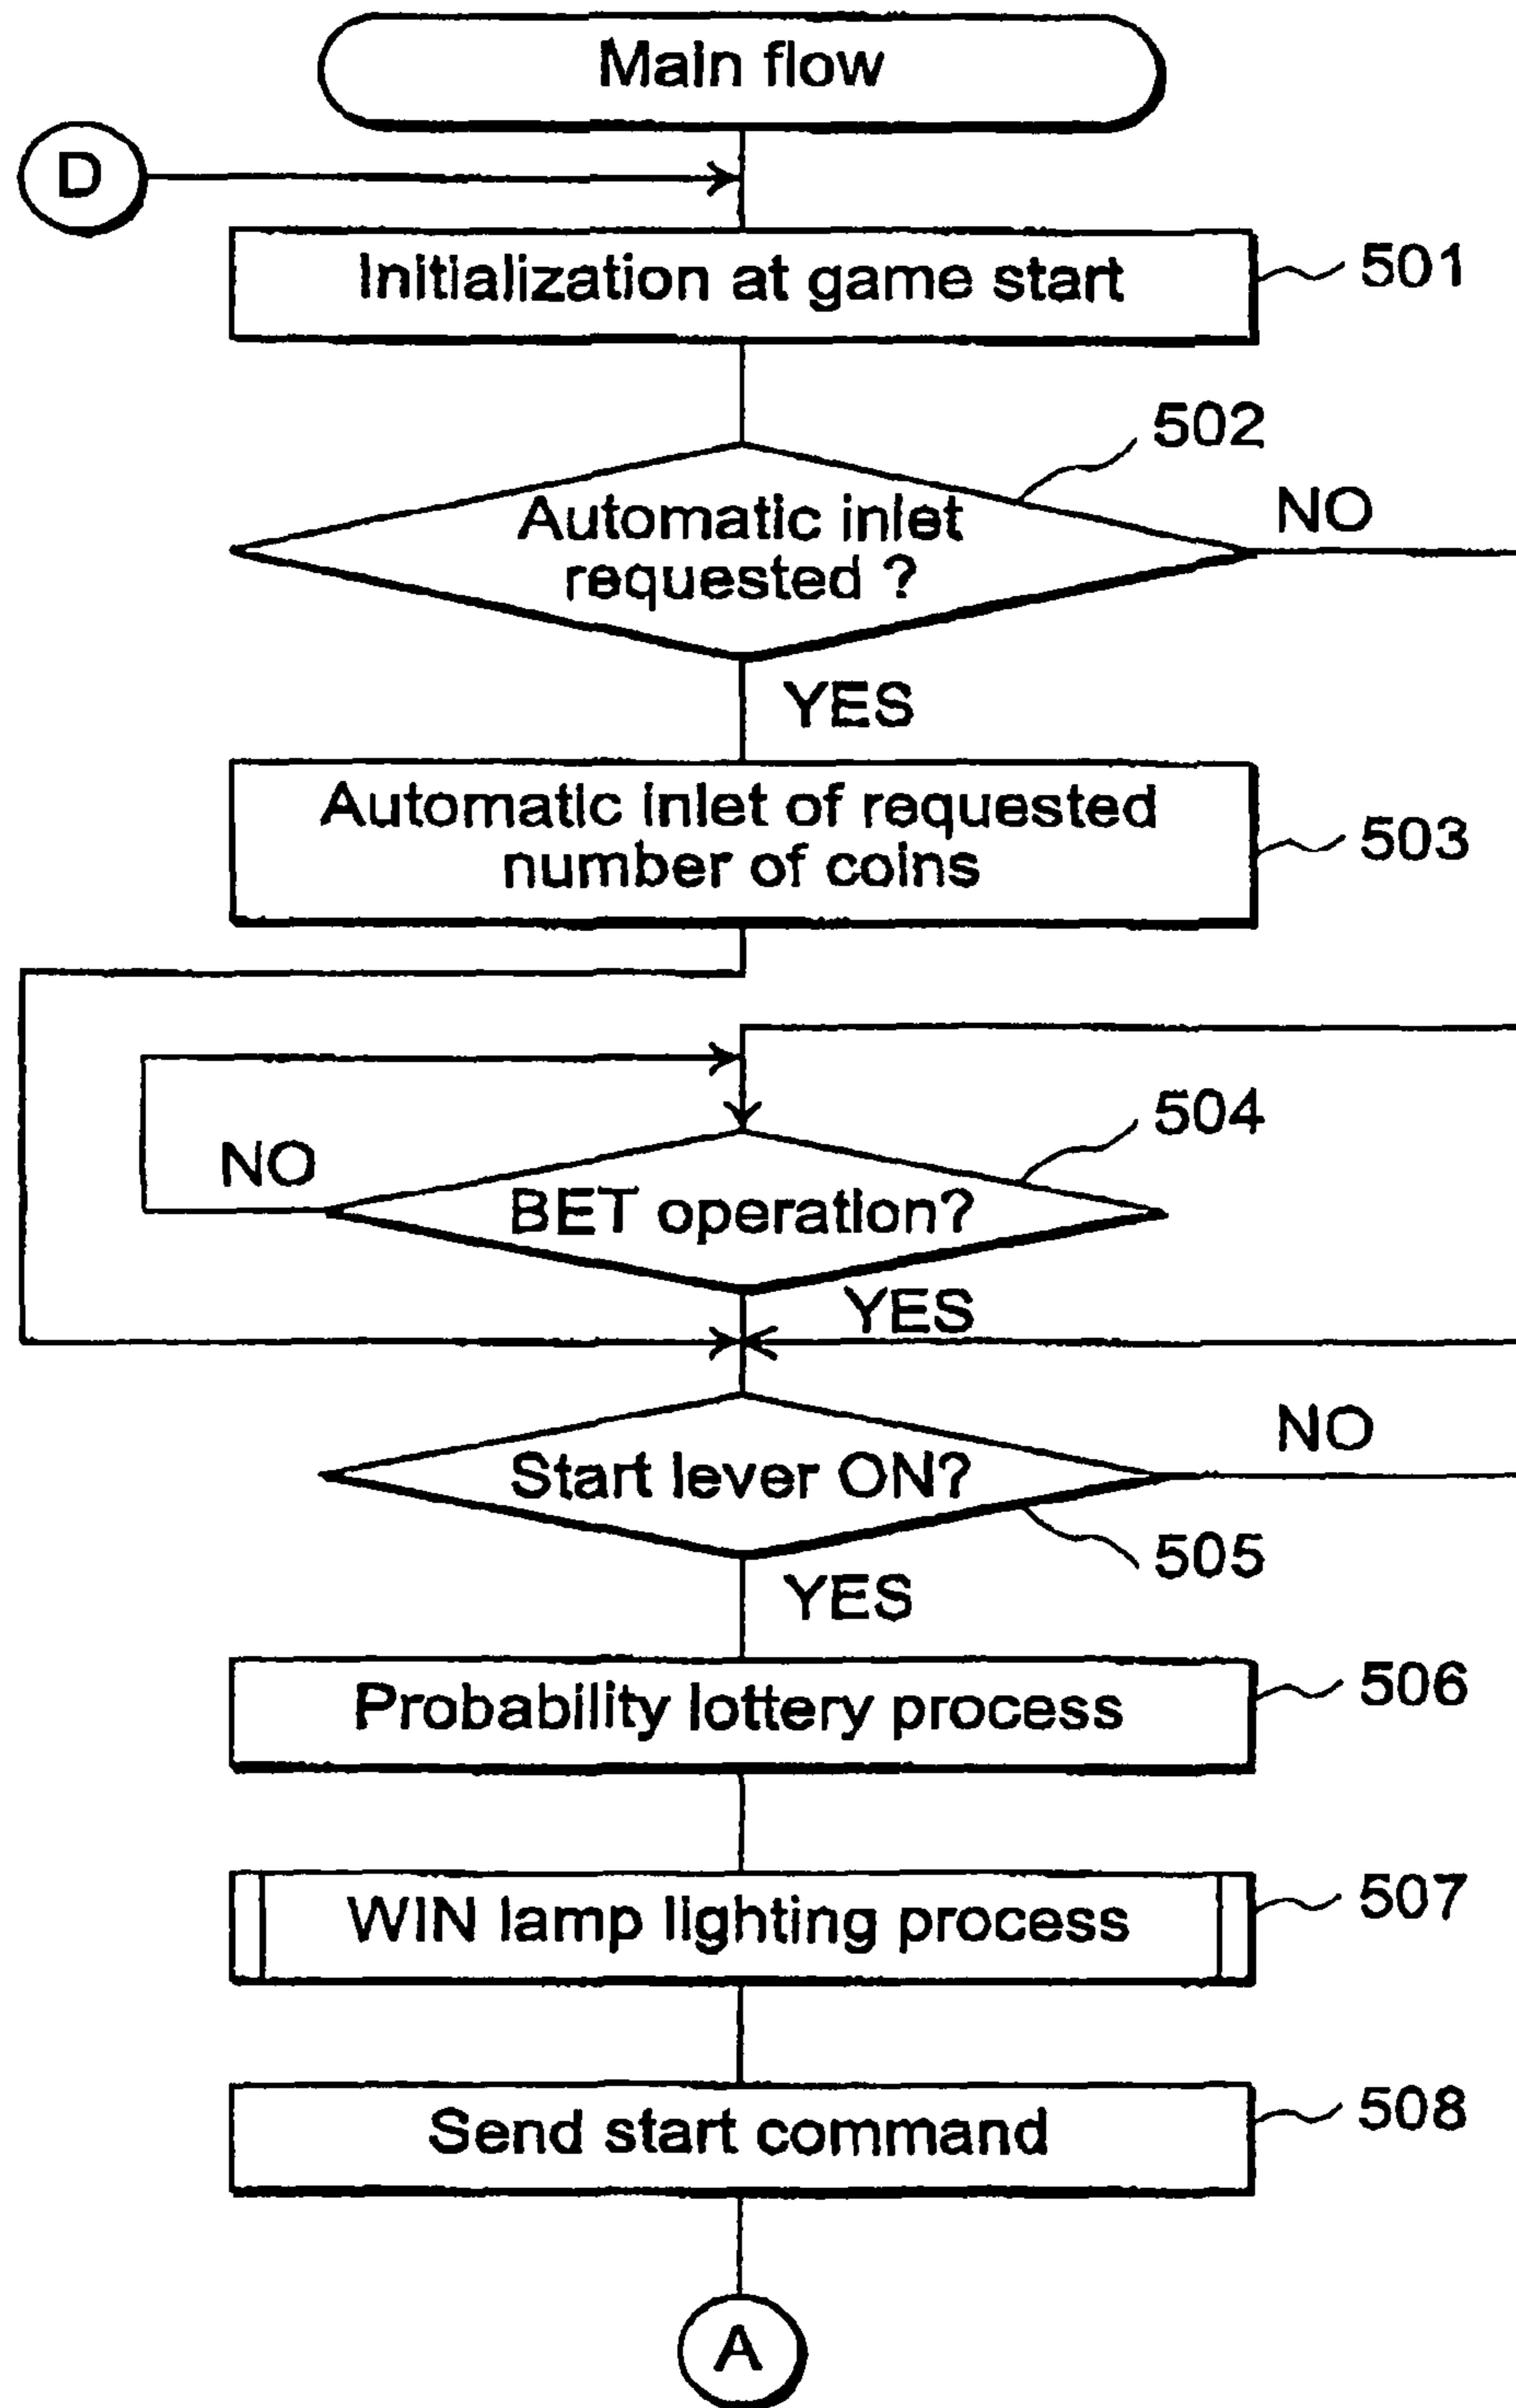 Main flow
D
Initialization at game start
501
502
Automatic inlet
requested ?
NO
YES
Automatic inlet of requested
number of coins
503
504
NO
BET operation?
YES
NO
Start lever ON?
505
YES
Probability lottery process
506
WIN lamp lighting process
507
Send start command
508
A